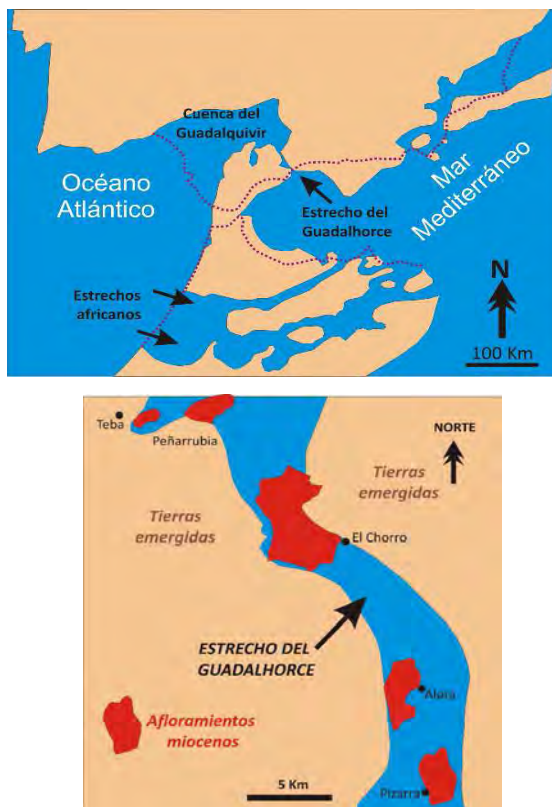 Cuenca del
Guadalquivir
Océano
Atlántico
Mar
Mediterráneo
Estrecho del
Guadalhorce
Estrechos
africanos
N
100 Km
Teba
Peñarrubia
NORTE
Tierras
emergidas
Tierras
emergidas
El Chorro
ESTRECHO DEL
GUADALHORCE
Álora
Afloramientos
miocenos
5 Km
Pizarra